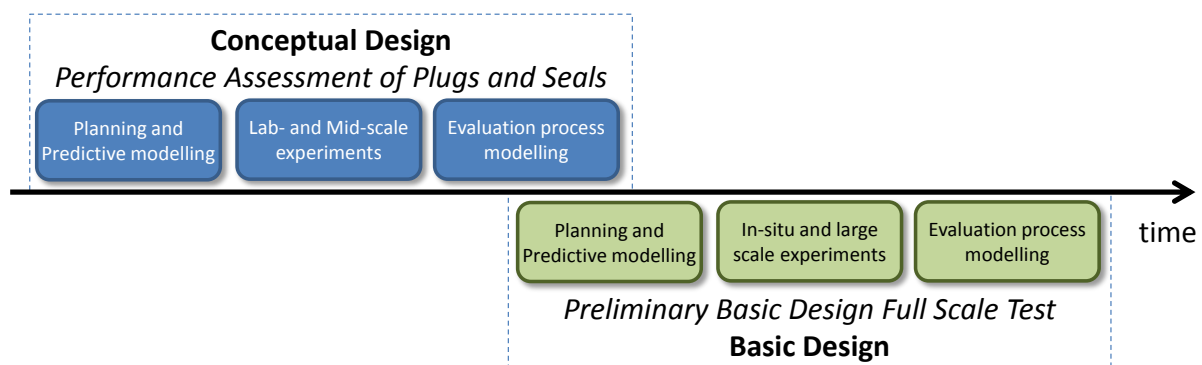 Conceptual Design
Performance Assessment of Plugs and Seals
Planning and
Predictive modelling
Lab- and Mid-scale
experiments
Evaluation process
modelling
time
Planning and
Predictive modelling
In-situ and large
scale experiments
Evaluation process
modelling
Preliminary Basic Design Full Scale Test
Basic Design